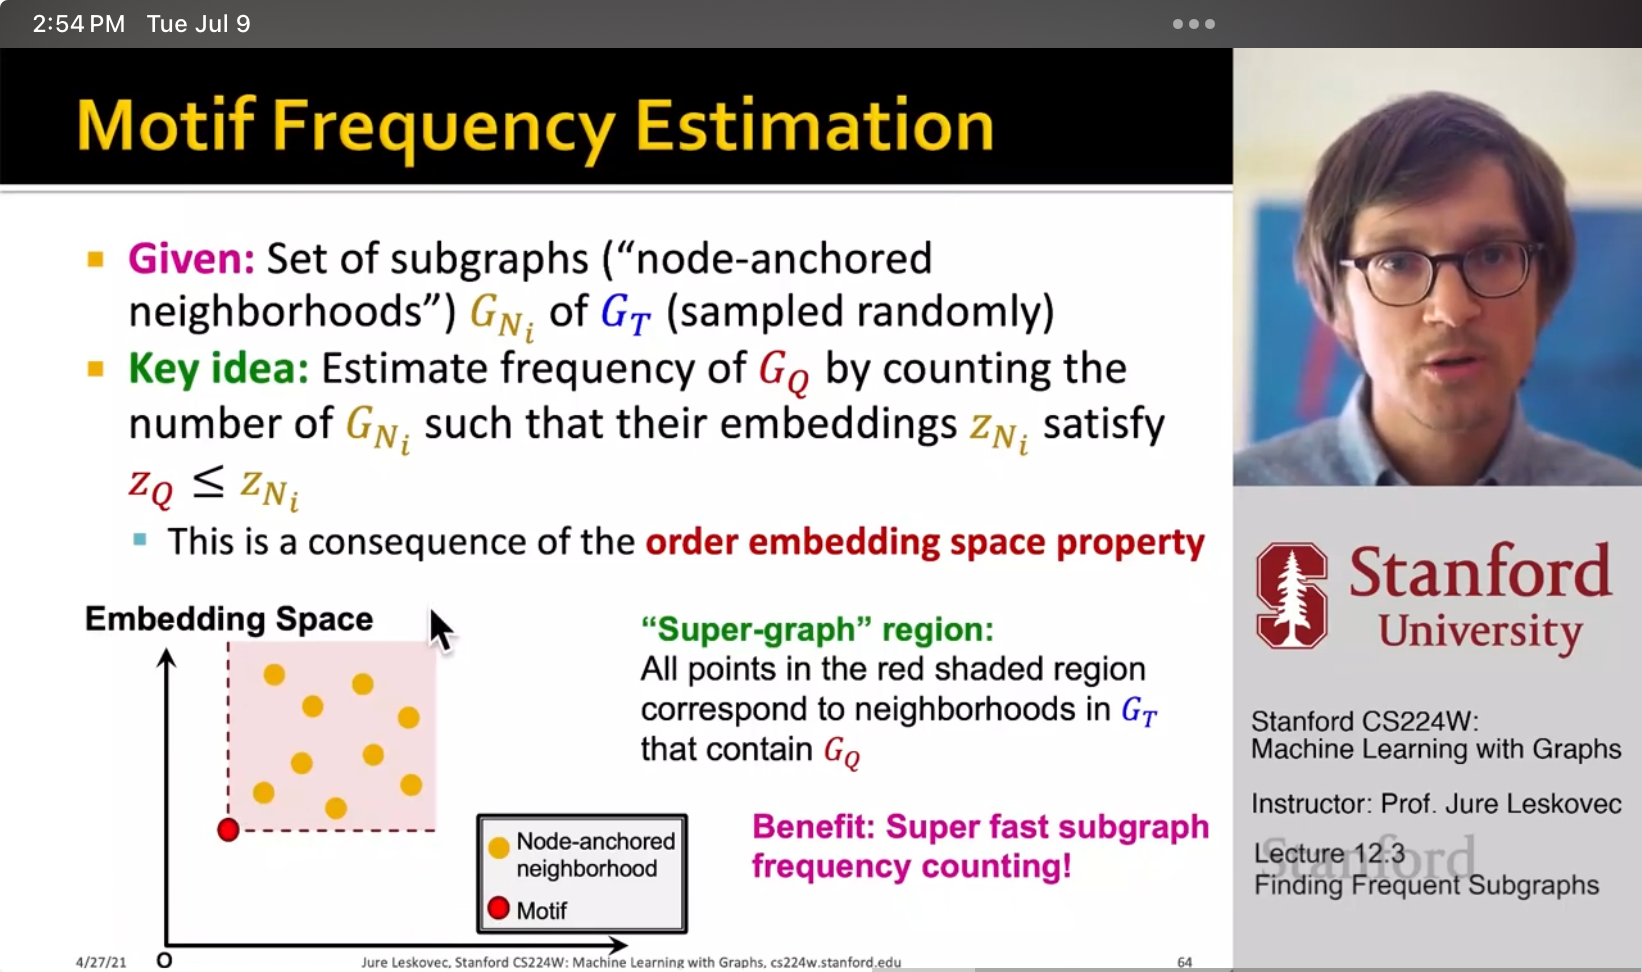 2:54 PM Tue Jul 9
Motif Frequency Estimation
Given: Set of subgraphs (“node-anchored
neighborhoods”) G_{N_i} of G_T (sampled randomly)
Key idea: Estimate frequency of G_Q by counting the
number of G_{N_i} such that their embeddings z_{N_i} satisfy
z_Q ≤ z_{N_i}
This is a consequence of the order embedding space property
Embedding Space
“Super-graph” region:
All points in the red shaded region
correspond to neighborhoods in G_T
that contain G_Q
Benefit: Super fast subgraph
frequency counting!
Node-anchored
neighborhood
Motif
O
4/27/21
Jure Leskovec, Stanford CS224W: Machine Learning with Graphs, cs224w.stanford.edu
64
S
Stanford
University
Stanford CS224W:
Machine Learning with Graphs
Instructor: Prof. Jure Leskovec
Stanford
Lecture 12.3
Finding Frequent Subgraphs